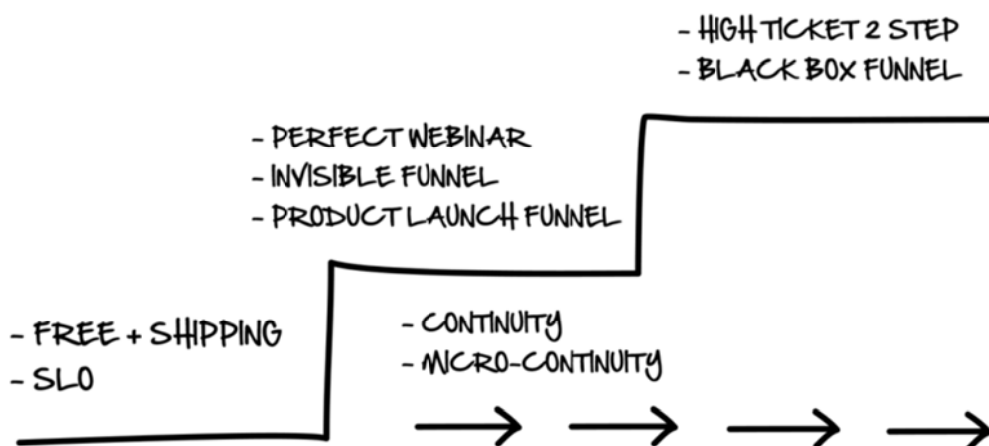 - HIGH TICKET 2 STEP
- BLACK BOX FUNNEL
- PERFECT WEBINAR
- INVISIBLE FUNNEL
- PRODUCT LAUNCH FUNNEL
- FREE + SHIPPING
- SLO
- CONTINUITY
- MICRO-CONTINUITY